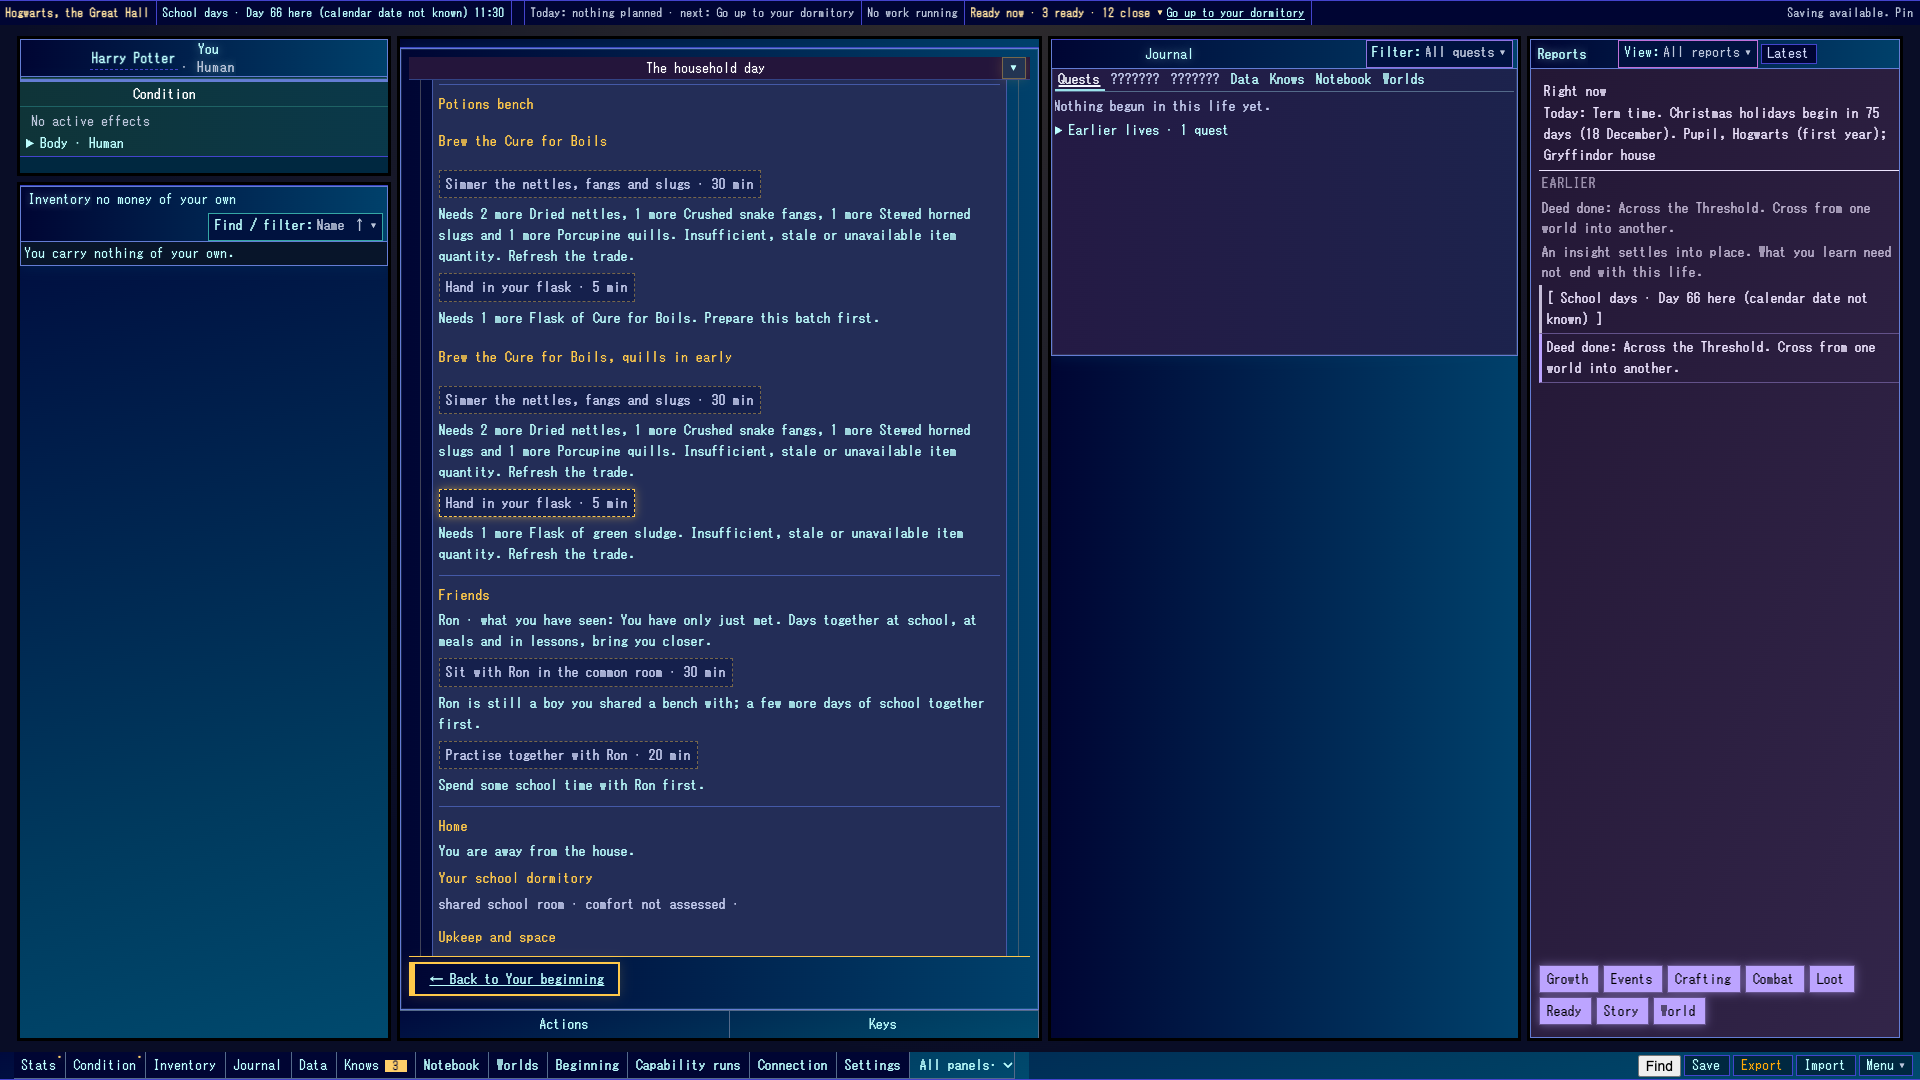 Hogwarts, the Great Hall
School days · Day 66 here (calendar date not known) 11:30
Today: nothing planned · next: Go up to your dormitory
No work running
Ready now · 3 ready · 12 close ▾ Go up to your dormitory
Saving available. Pin
Harry Potter · You
Human
Condition
No active effects
▶ Body · Human
Inventory no money of your own
Find / filter: Name ↑ ▾
You carry nothing of your own.
The household day ▼
Potions bench
Brew the Cure for Boils
Simmer the nettles, fangs and slugs · 30 min
Needs 2 more Dried nettles, 1 more Crushed snake fangs, 1 more Stewed horned
slugs and 1 more Porcupine quills. Insufficient, stale or unavailable item
quantity. Refresh the trade.
Hand in your flask · 5 min
Needs 1 more Flask of Cure for Boils. Prepare this batch first.
Brew the Cure for Boils, quills in early
Simmer the nettles, fangs and slugs · 30 min
Needs 2 more Dried nettles, 1 more Crushed snake fangs, 1 more Stewed horned
slugs and 1 more Porcupine quills. Insufficient, stale or unavailable item
quantity. Refresh the trade.
Hand in your flask · 5 min
Needs 1 more Flask of green sludge. Insufficient, stale or unavailable item
quantity. Refresh the trade.
Friends
Ron · what you have seen: You have only just met. Days together at school, at
meals and in lessons, bring you closer.
Sit with Ron in the common room · 30 min
Ron is still a boy you shared a bench with; a few more days of school together
first.
Practise together with Ron · 20 min
Spend some school time with Ron first.
Home
You are away from the house.
Your school dormitory
shared school room · comfort not assessed ·
Upkeep and space
← Back to Your beginning
Actions
Keys
Journal
Filter: All quests ▾
Quests ??????? ??????? Data Knows Notebook Worlds
Nothing begun in this life yet.
▶ Earlier lives · 1 quest
Reports
View: All reports ▾
Latest
Right now
Today: Term time. Christmas holidays begin in 75
days (18 December). Pupil, Hogwarts (first year);
Gryffindor house
EARLIER
Deed done: Across the Threshold. Cross from one
world into another.
An insight settles into place. What you learn need
not end with this life.
[ School days · Day 66 here (calendar date not
known) ]
Deed done: Across the Threshold. Cross from one
world into another.
Growth Events Crafting Combat Loot
Ready Story World
Stats Condition Inventory Journal Data Knows 3 Notebook Worlds Beginning Capability runs Connection Settings All panels·
Find Save Export Import Menu ▾